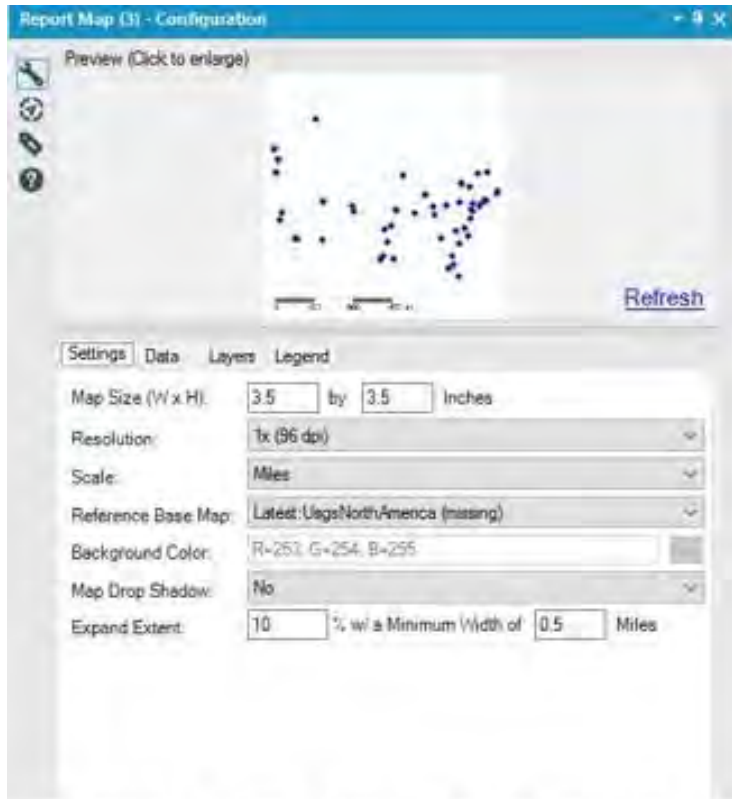 Report Map (3) - Configuration
Preview (Click to enlarge)
Refresh
Settings Data Layers Legend
Map Size (W x H): 3.5 by 3.5 Inches
Resolution: 1x (96 dpi)
Scale: Miles
Reference Base Map: Latest:UsgsNorthAmerica (missing)
Background Color: R=253, G=254, B=255
Map Drop Shadow: No
Expand Extent: 10 % w/ a Minimum Width of 0.5 Miles